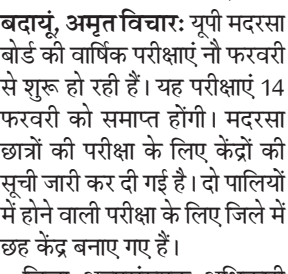 बदायूं, अमृत विचारः यूपी मदरसा
बोर्ड की वार्षिक परीक्षाएं नौ फरवरी
से शुरू हो रही हैं। यह परीक्षाएं 14
फरवरी को समाप्त होंगी। मदरसा
छात्रों की परीक्षा के लिए केंद्रों की
सूची जारी कर दी गई है। दो पालियों
में होने वाली परीक्षा के लिए जिले में
छह केंद्र बनाए गए हैं।